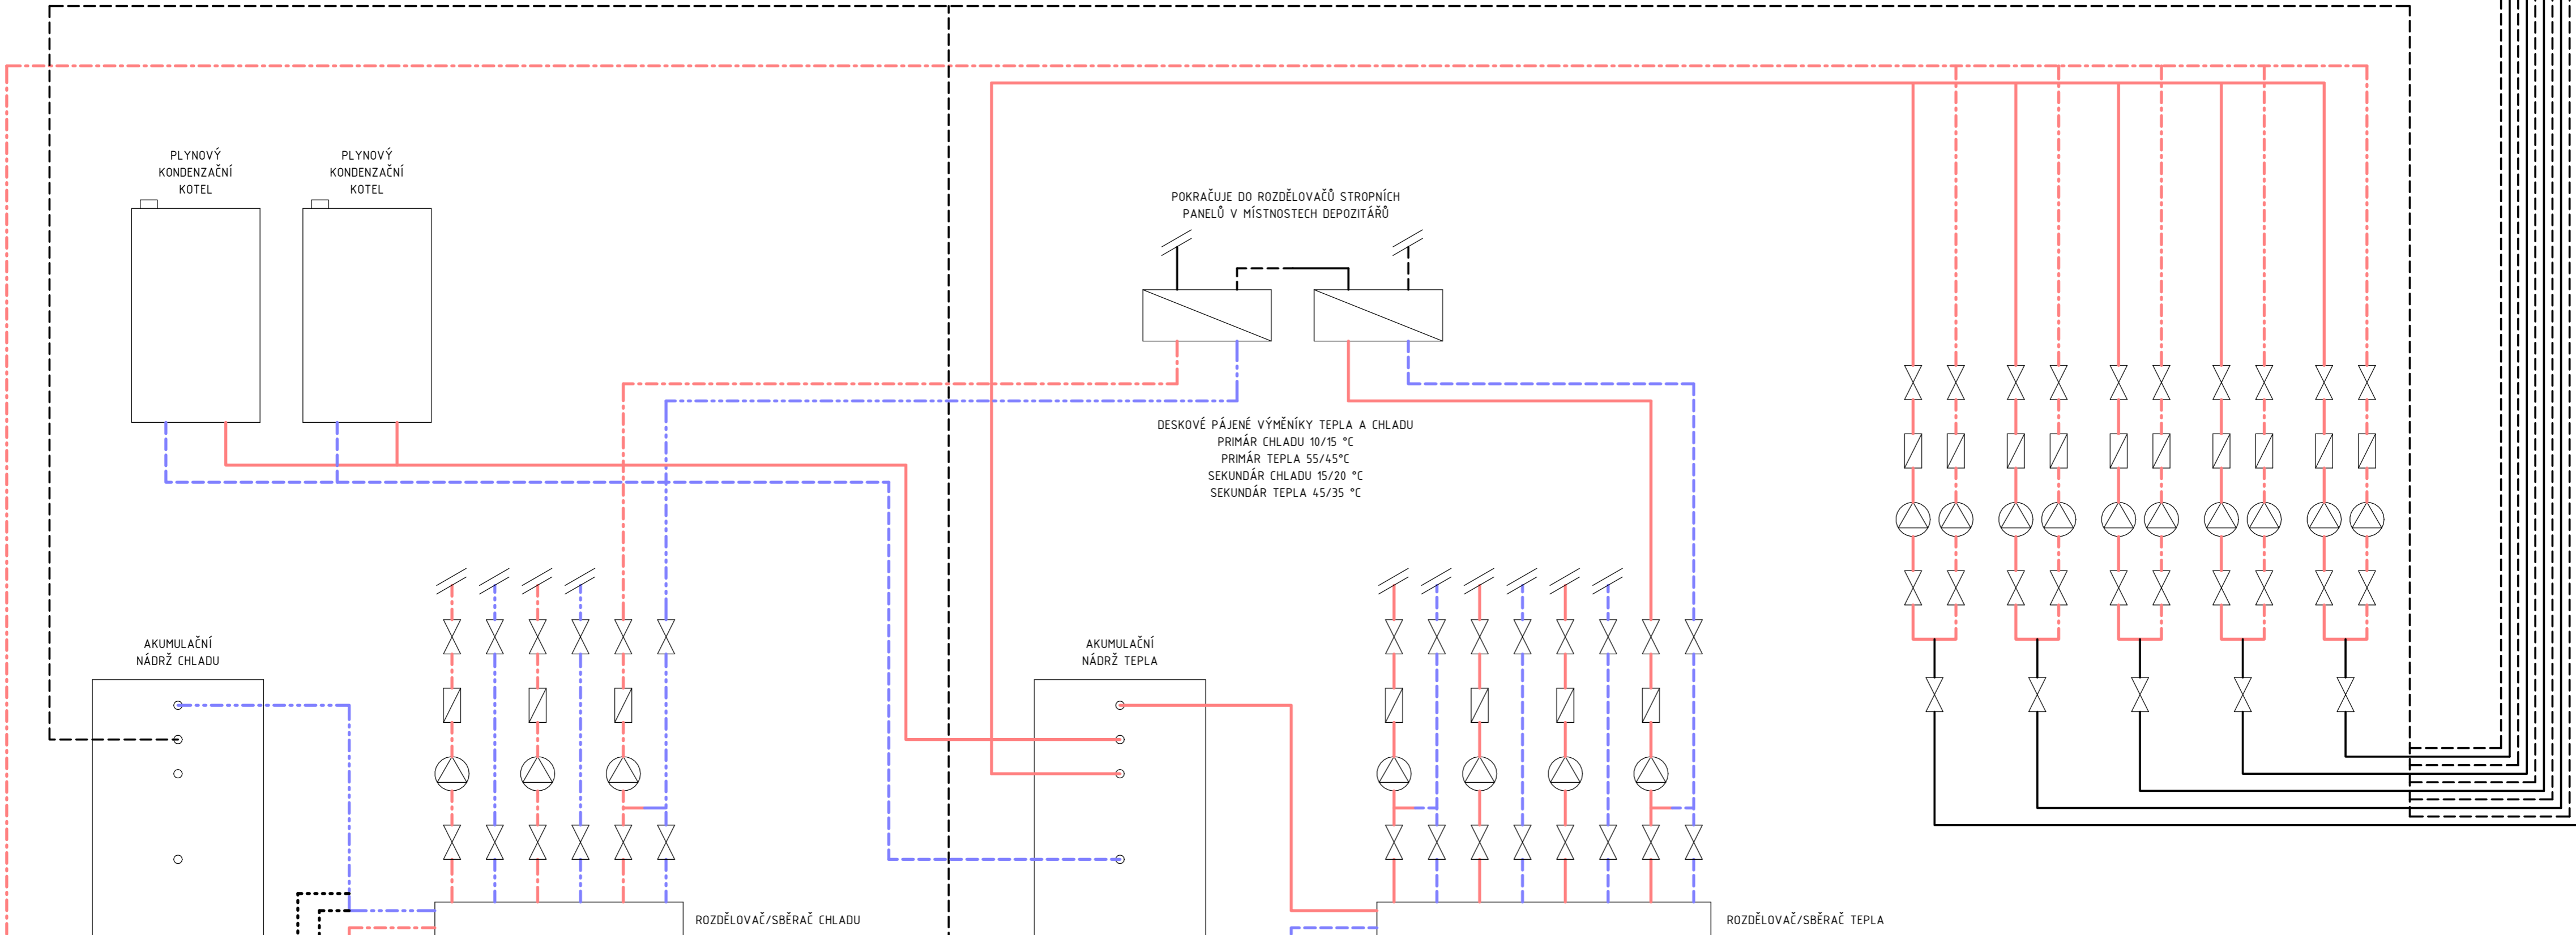 PLYNOVÝ
KONDENZAČNÍ
KOTEL
PLYNOVÝ
KONDENZAČNÍ
KOTEL
POKRAČUJE DO ROZDĚLOVAČŮ STROPNÍCH
PANELŮ V MÍSTNOSTECH DEPOZITÁŘŮ
DESKOVÉ PÁJENÉ VÝMĚNÍKY TEPLA A CHLADU
PRIMÁR CHLADU 10/15 °C
PRIMÁR TEPLA 55/45°C
SEKUNDÁR CHLADU 15/20 °C
SEKUNDÁR TEPLA 45/35 °C
AKUMULAČNÍ
NÁDRŽ CHLADU
AKUMULAČNÍ
NÁDRŽ TEPLA
ROZDĚLOVAČ/SBĚRAČ CHLADU
ROZDĚLOVAČ/SBĚRAČ TEPLA